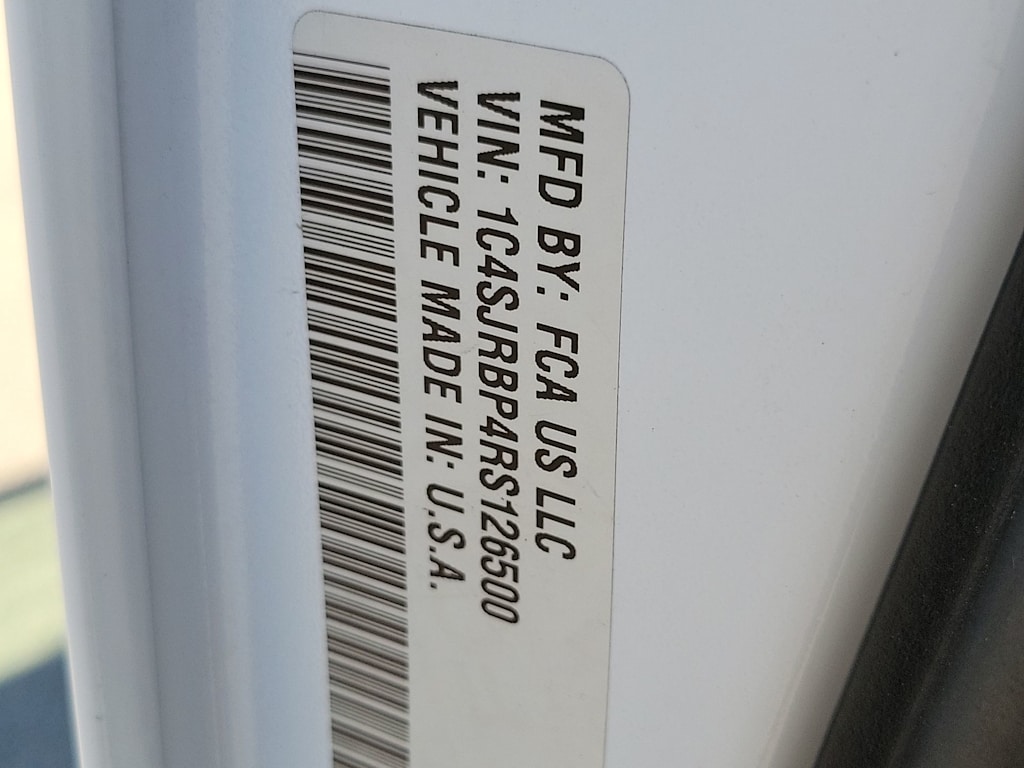 MFD BY: FCA US LLC
VIN: 1C4SJRBP4RS126500
VEHICLE MADE IN: U.S.A.